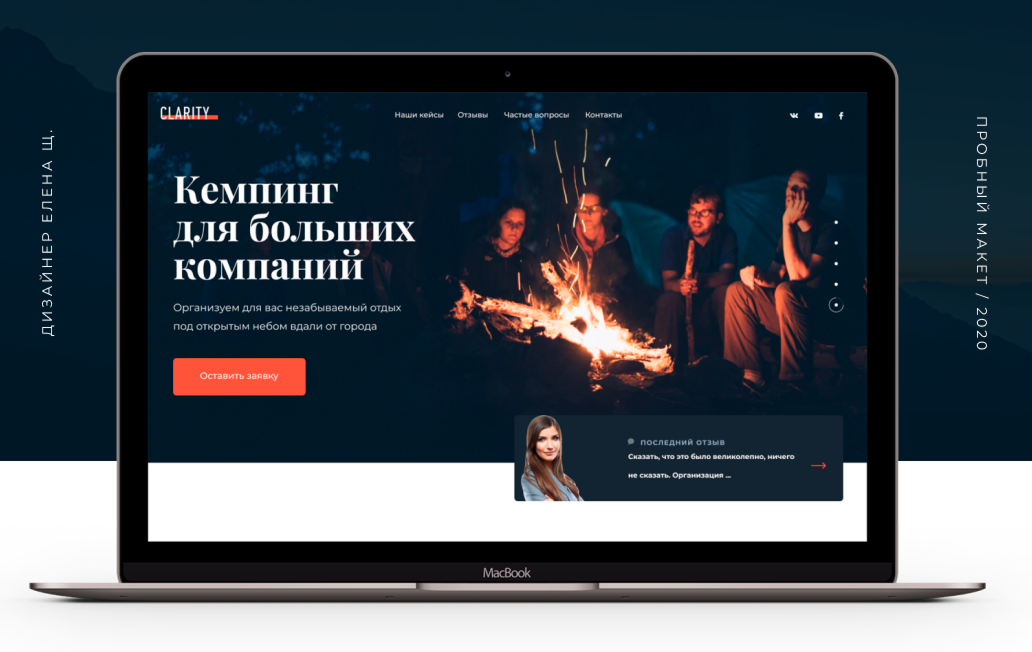 ДИЗАЙНЕР ЕЛЕНА Щ.
CLARITY
Наши кейсы Отзывы Частые вопросы Контакты
Кемпинг
для больших
компаний
Организуем для вас незабываемый отдых
под открытым небом вдали от города
Оставить заявку
ПОСЛЕДНИЙ ОТЗЫВ
Сказать, что это было великолепно, ничего
не сказать. Организация ...
MacBook
ПРОБНЫЙ МАКЕТ / 2020